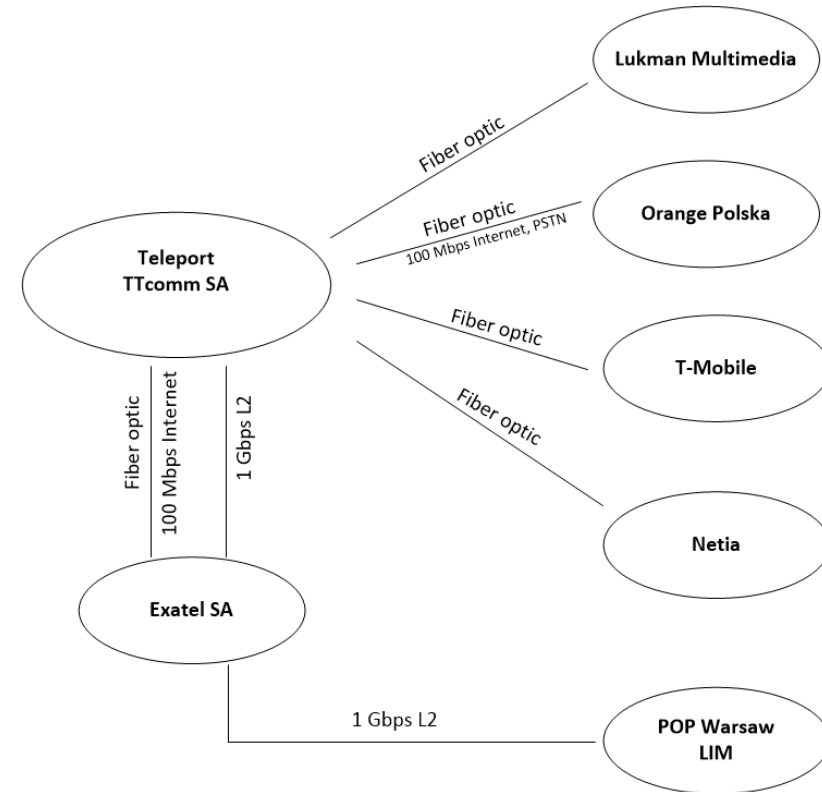 Lukman Multimedia
Fiber optic
Fiber optic
100 Mbps Internet, PSTN
Orange Polska
Teleport
TTcomm SA
Fiber optic
T-Mobile
Fiber optic
Fiber optic
100 Mbps Internet
1 Gbps L2
Netia
Exatel SA
1 Gbps L2
POP Warsaw
LIM